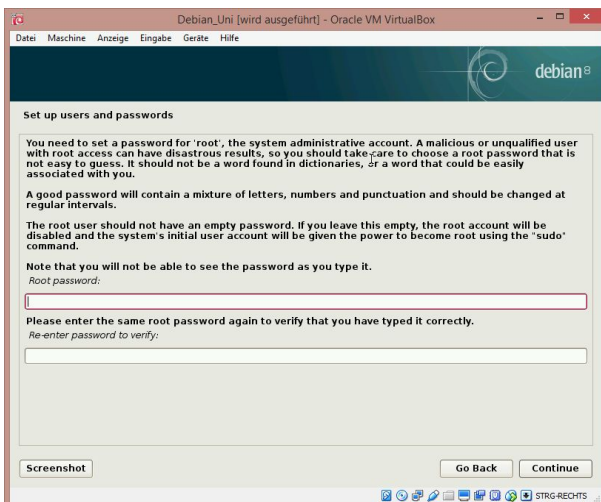 Debian_Uni [wird ausgeführt] - Oracle VM VirtualBox
Datei Maschine Anzeige Eingabe Geräte Hilfe
debian 8
Set up users and passwords
You need to set a password for 'root', the system administrative account. A malicious or unqualified user
with root access can have disastrous results, so you should take care to choose a root password that is
not easy to guess. It should not be a word found in dictionaries, or a word that could be easily
associated with you.
A good password will contain a mixture of letters, numbers and punctuation and should be changed at
regular intervals.
The root user should not have an empty password. If you leave this empty, the root account will be
disabled and the system's initial user account will be given the power to become root using the "sudo"
command.
Note that you will not be able to see the password as you type it.
Root password:
Please enter the same root password again to verify that you have typed it correctly.
Re-enter password to verify:
Screenshot Go Back Continue
STRG-RECHTS